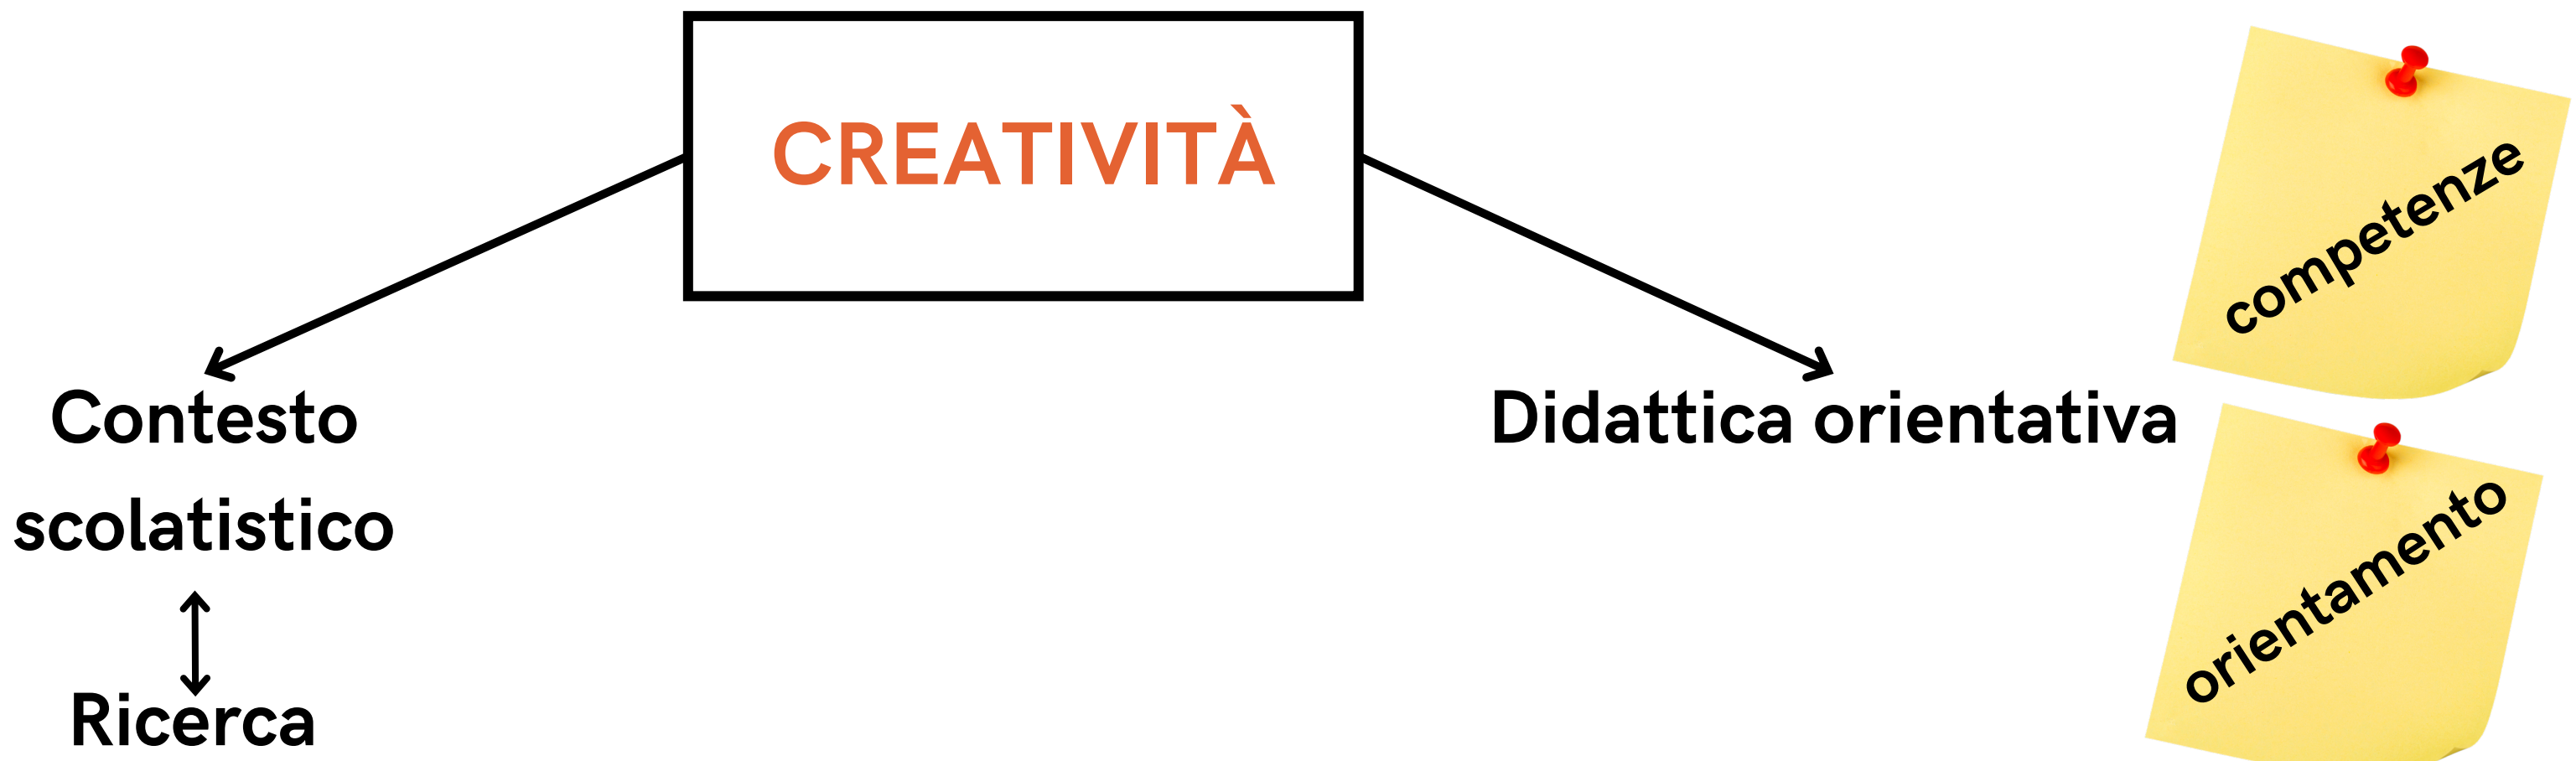 CREATIVITÀ
competenze
Contesto
scolatistico
Didattica orientativa
orientamento
Ricerca